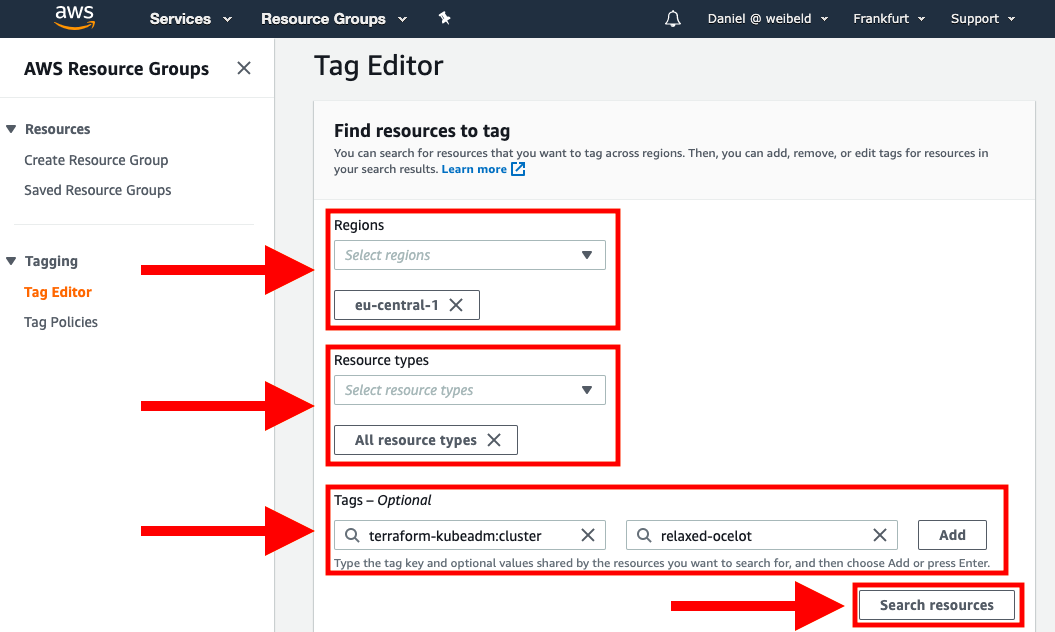 aws Services Resource Groups Daniel @ weibeld Frankfurt Support
AWS Resource Groups
Resources
Create Resource Group
Saved Resource Groups
Tagging
Tag Editor
Tag Policies
Tag Editor
Find resources to tag
You can search for resources that you want to tag across regions. Then, you can add, remove, or edit tags for resources in
your search results. Learn more
Regions
Select regions
eu-central-1
Resource types
Select resource types
All resource types
Tags – Optional
terraform-kubeadm:cluster relaxed-ocelot Add
Type the tag key and optional values shared by the resources you want to search for, and then choose Add or press Enter.
Search resources